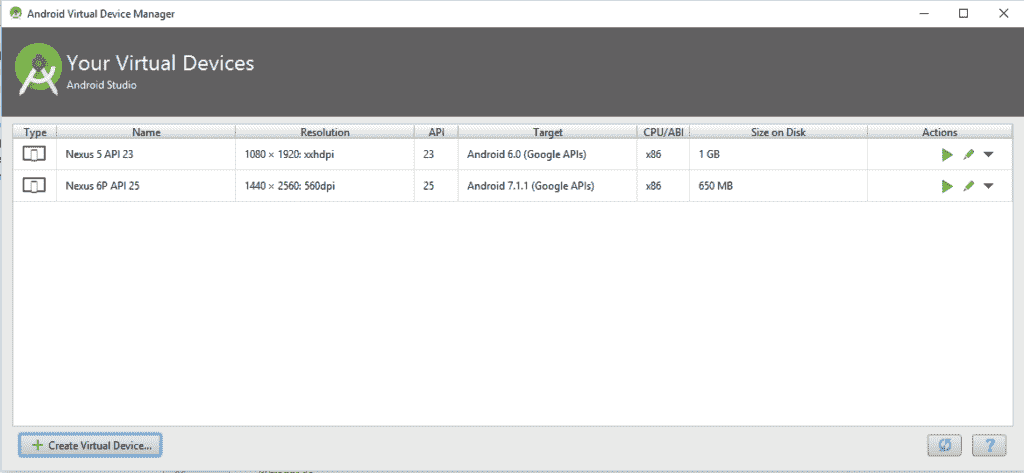 Android Virtual Device Manager
Your Virtual Devices
Android Studio
Type Name Resolution API Target CPU/ABI Size on Disk Actions
Nexus 5 API 23 1080 × 1920: xxhdpi 23 Android 6.0 (Google APIs) x86 1 GB
Nexus 6P API 25 1440 × 2560: 560dpi 25 Android 7.1.1 (Google APIs) x86 650 MB
+ Create Virtual Device... ?